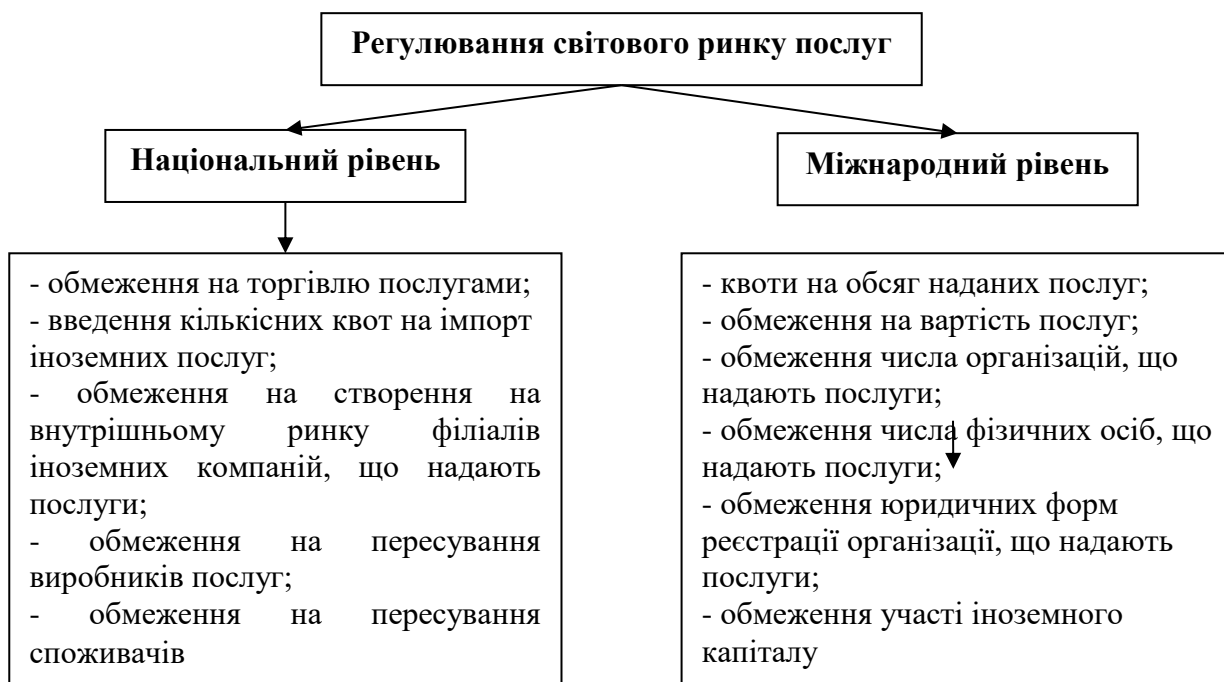 Регулювання світового ринку послуг
Національний рівень
Міжнародний рівень
- обмеження на торгівлю послугами;
- введення кількісних квот на імпорт
іноземних послуг;
- обмеження на створення на
внутрішньому ринку філіалів
іноземних компаній, що надають
послуги;
- обмеження на пересування
виробників послуг;
- обмеження на пересування
споживачів
- квоти на обсяг наданих послуг;
- обмеження на вартість послуг;
- обмеження числа організацій, що
надають послуги;
- обмеження числа фізичних осіб, що
надають послуги;
- обмеження юридичних форм
реєстрації організації, що надають
послуги;
- обмеження участі іноземного
капіталу